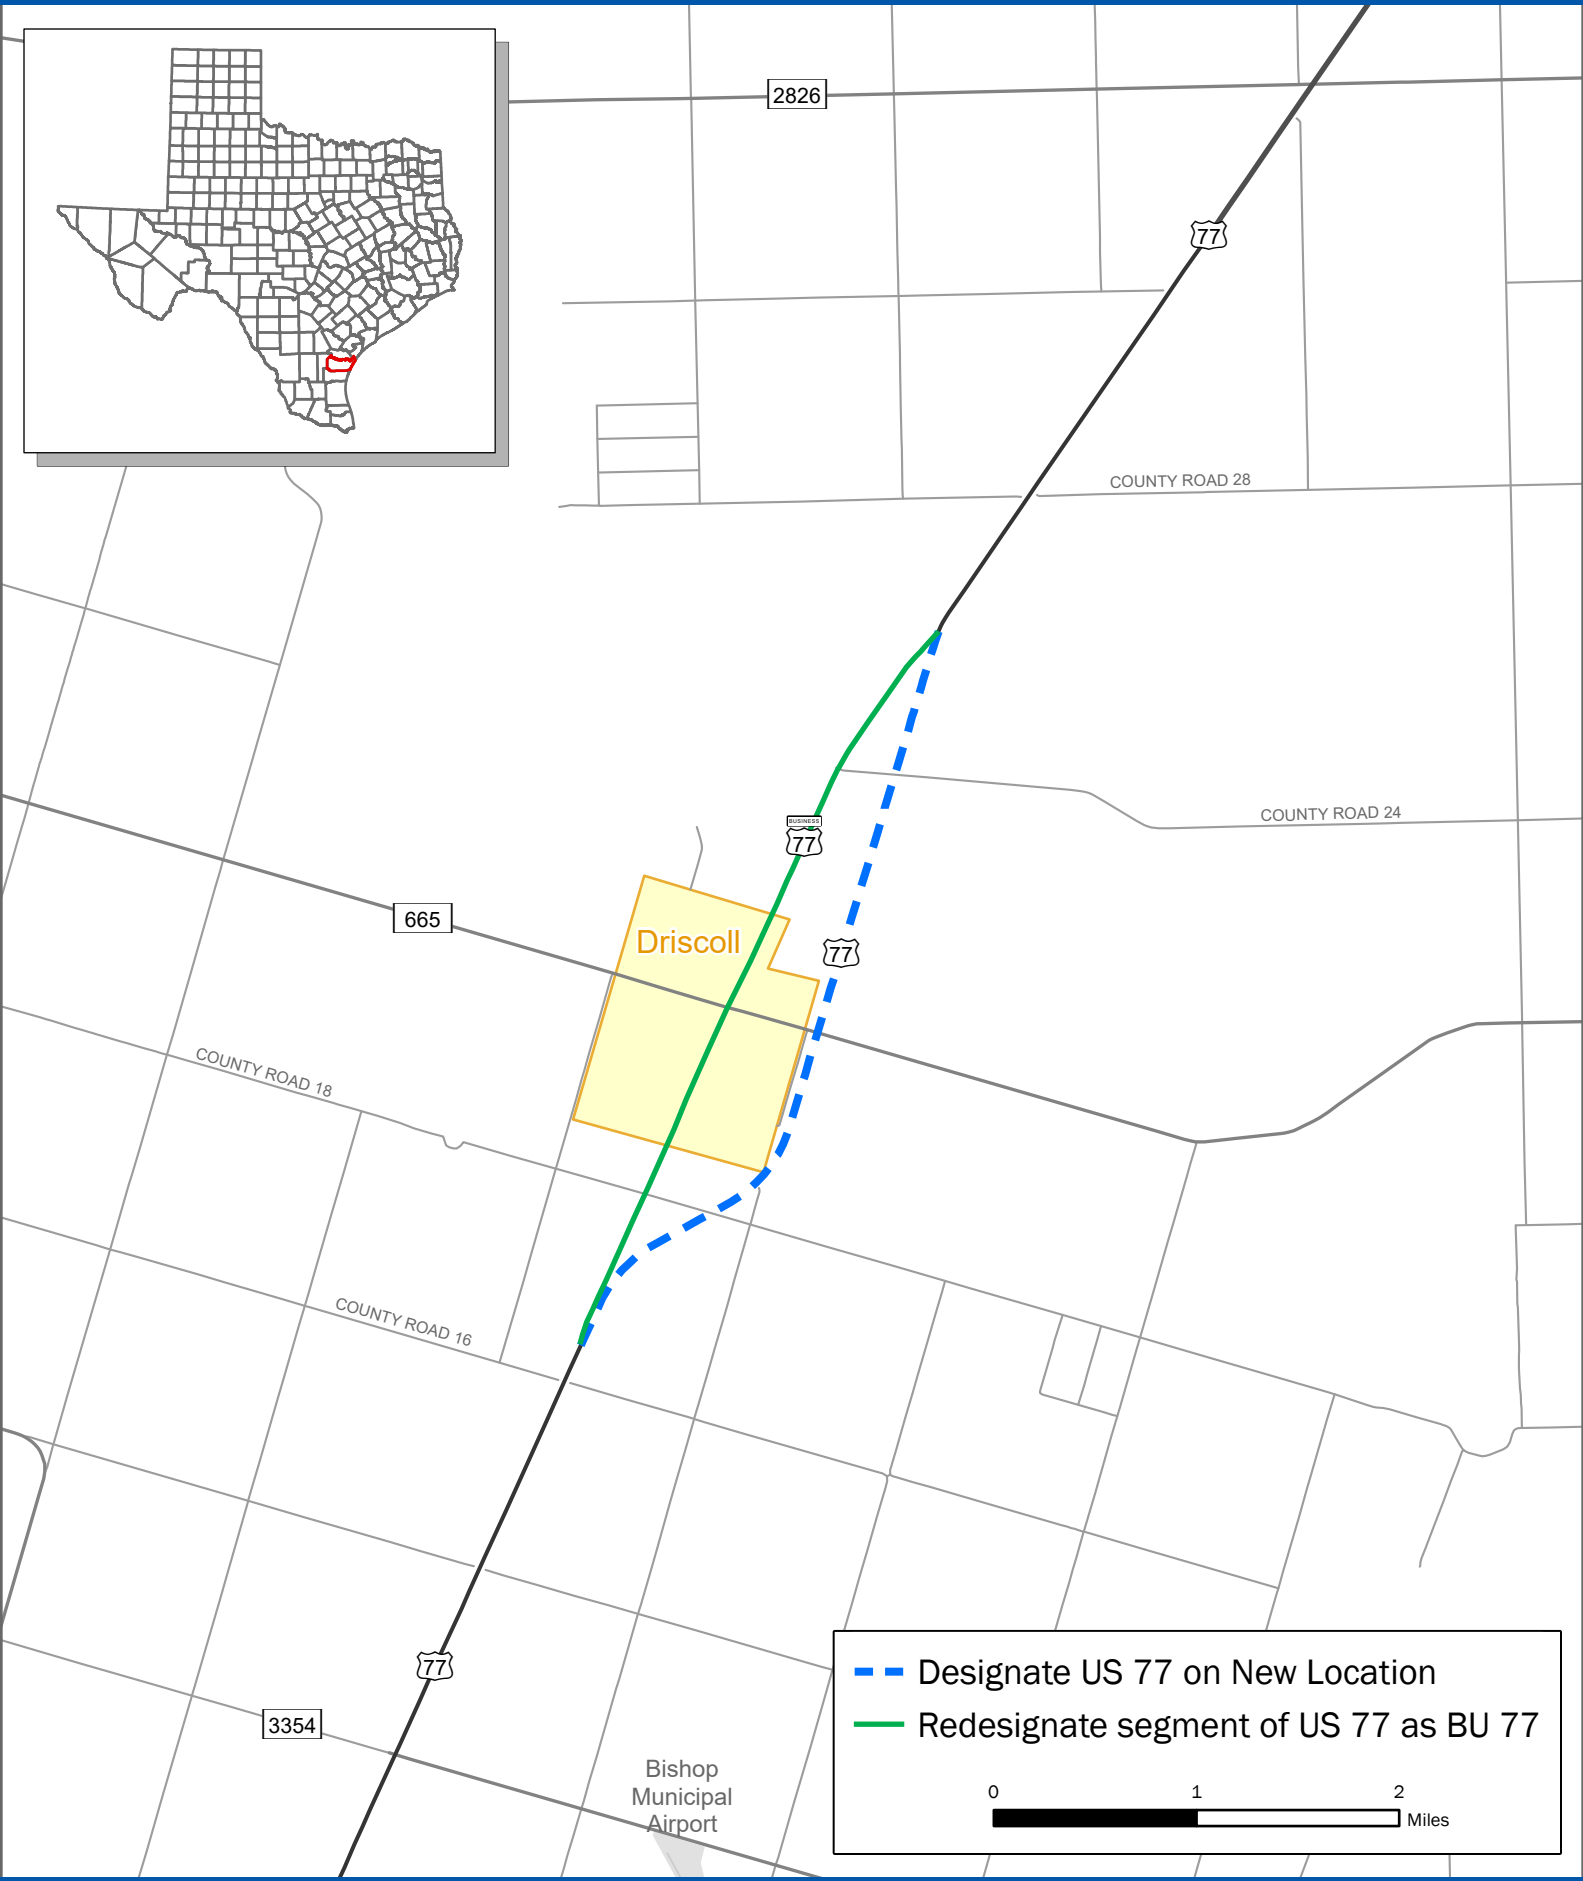 2826
77
COUNTY ROAD 28
COUNTY ROAD 24
BUSINESS
77
665
Driscoll
77
COUNTY ROAD 18
COUNTY ROAD 16
77
3354
Bishop
Municipal
Airport
Designate US 77 on New Location
Redesignate segment of US 77 as BU 77
0 1 2
Miles